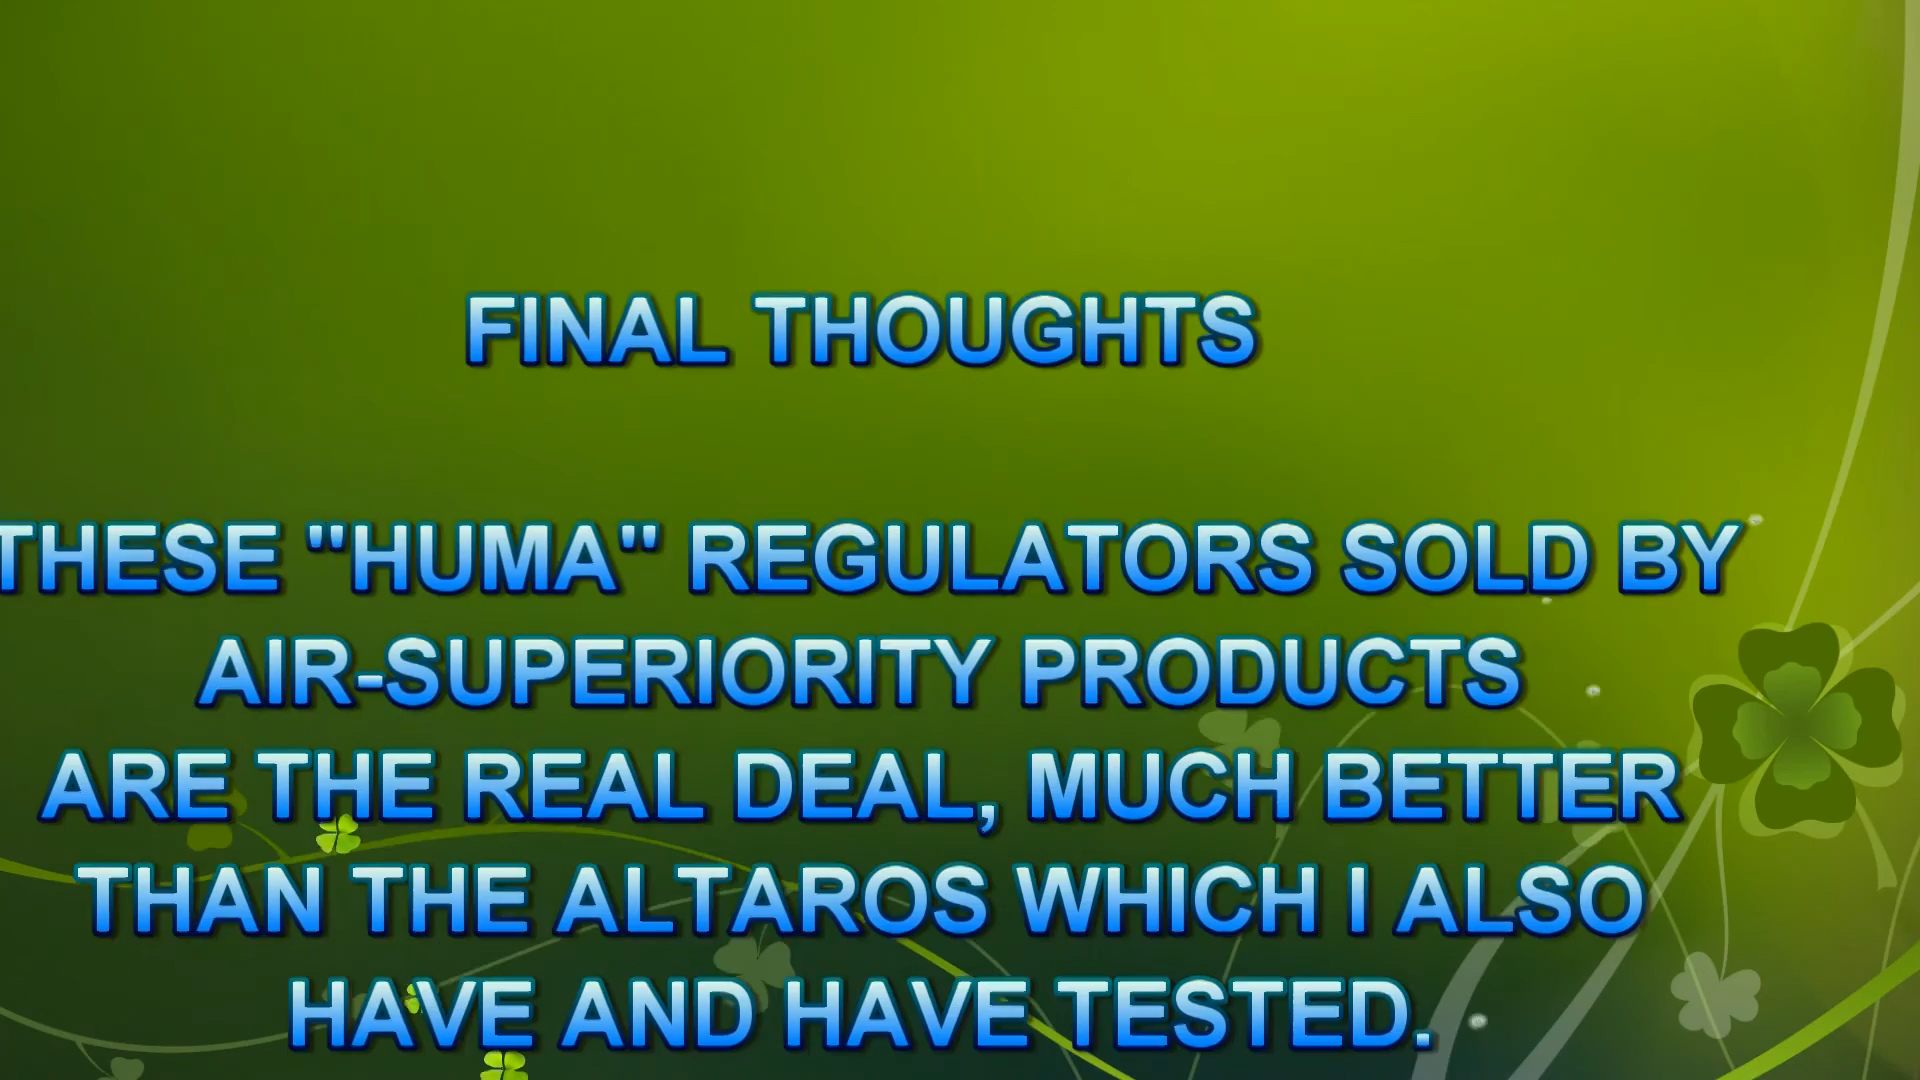 FINAL THOUGHTS
THESE "HUMA" REGULATORS SOLD BY
AIR-SUPERIORITY PRODUCTS
ARE THE REAL DEAL, MUCH BETTER
THAN THE ALTAROS WHICH I ALSO
HAVE AND HAVE TESTED.